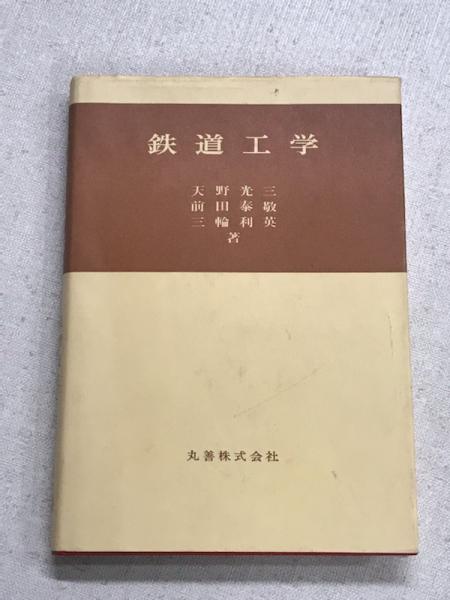 鉄道工学
天野光三
前田泰敬
三輪利英
著
丸善株式会社